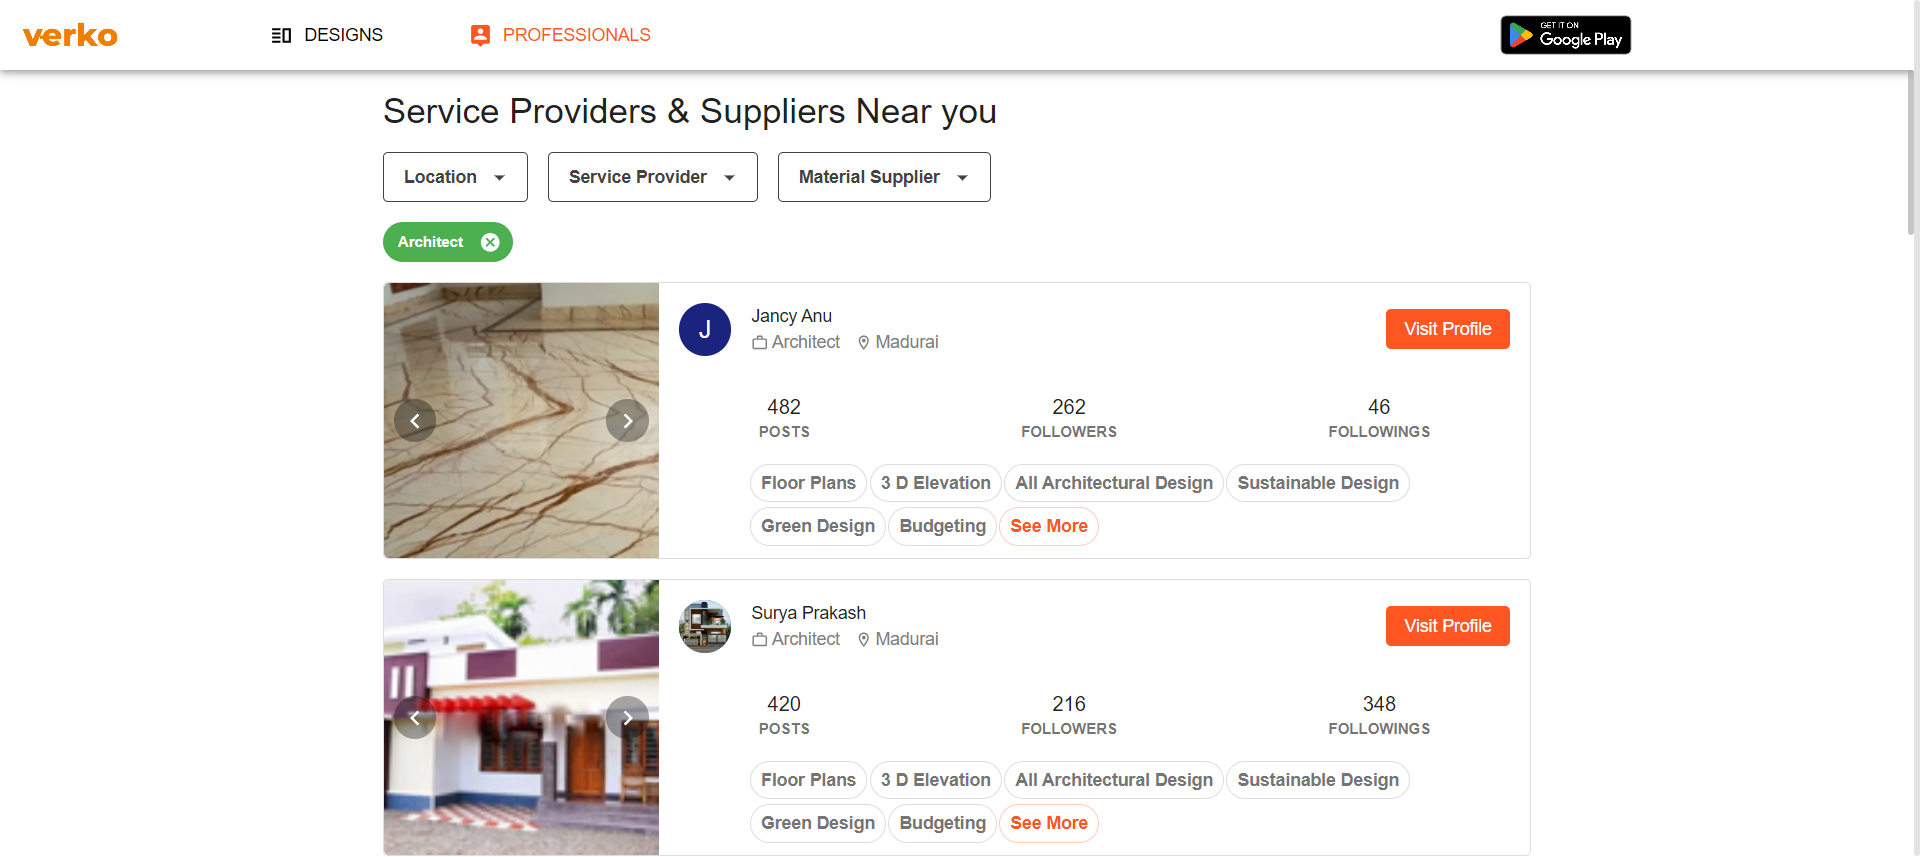 verko
DESIGNS
PROFESSIONALS
GET IT ON
Google Play
Service Providers & Suppliers Near you
Location
Service Provider
Material Supplier
Architect
J
Jancy Anu
Architect
Madurai
Visit Profile
482
POSTS
262
FOLLOWERS
46
FOLLOWINGS
Floor Plans
3 D Elevation
All Architectural Design
Sustainable Design
Green Design
Budgeting
See More
Surya Prakash
Architect
Madurai
Visit Profile
420
POSTS
216
FOLLOWERS
348
FOLLOWINGS
Floor Plans
3 D Elevation
All Architectural Design
Sustainable Design
Green Design
Budgeting
See More